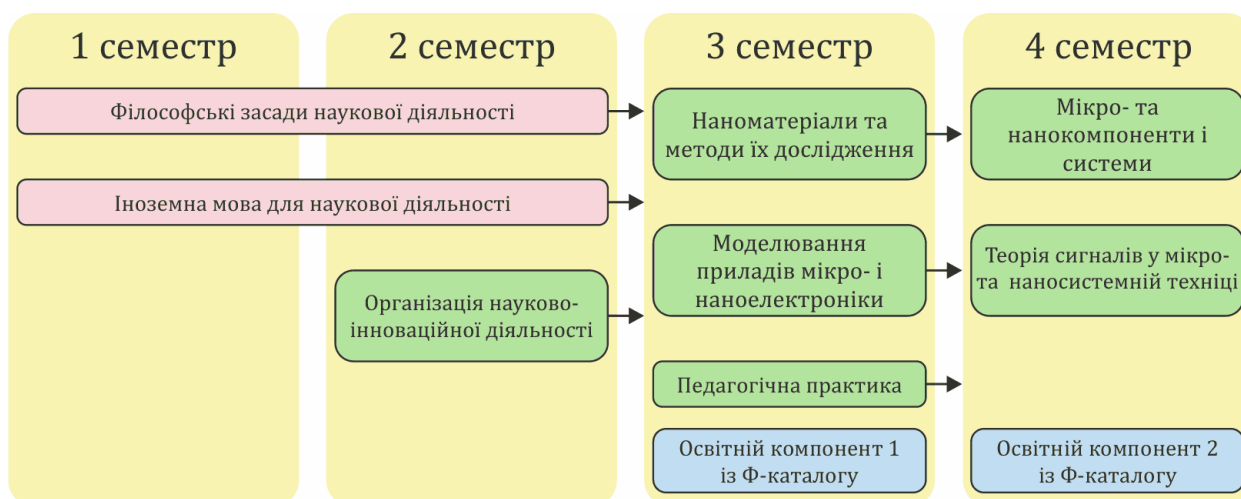 1 семестр
2 семестр
3 семестр
4 семестр
Філософські засади наукової діяльності
Іноземна мова для наукової діяльності
Організація науково-
інноваційної діяльності
Наноматеріали та
методи їх дослідження
Моделювання
приладів мікро- і
наноелектроніки
Педагогічна практика
Освітній компонент 1
із Ф-каталогу
Мікро- та
нанокомпоненти і
системи
Теорія сигналів у мікро-
та наносистемній техніці
Освітній компонент 2
із Ф-каталогу